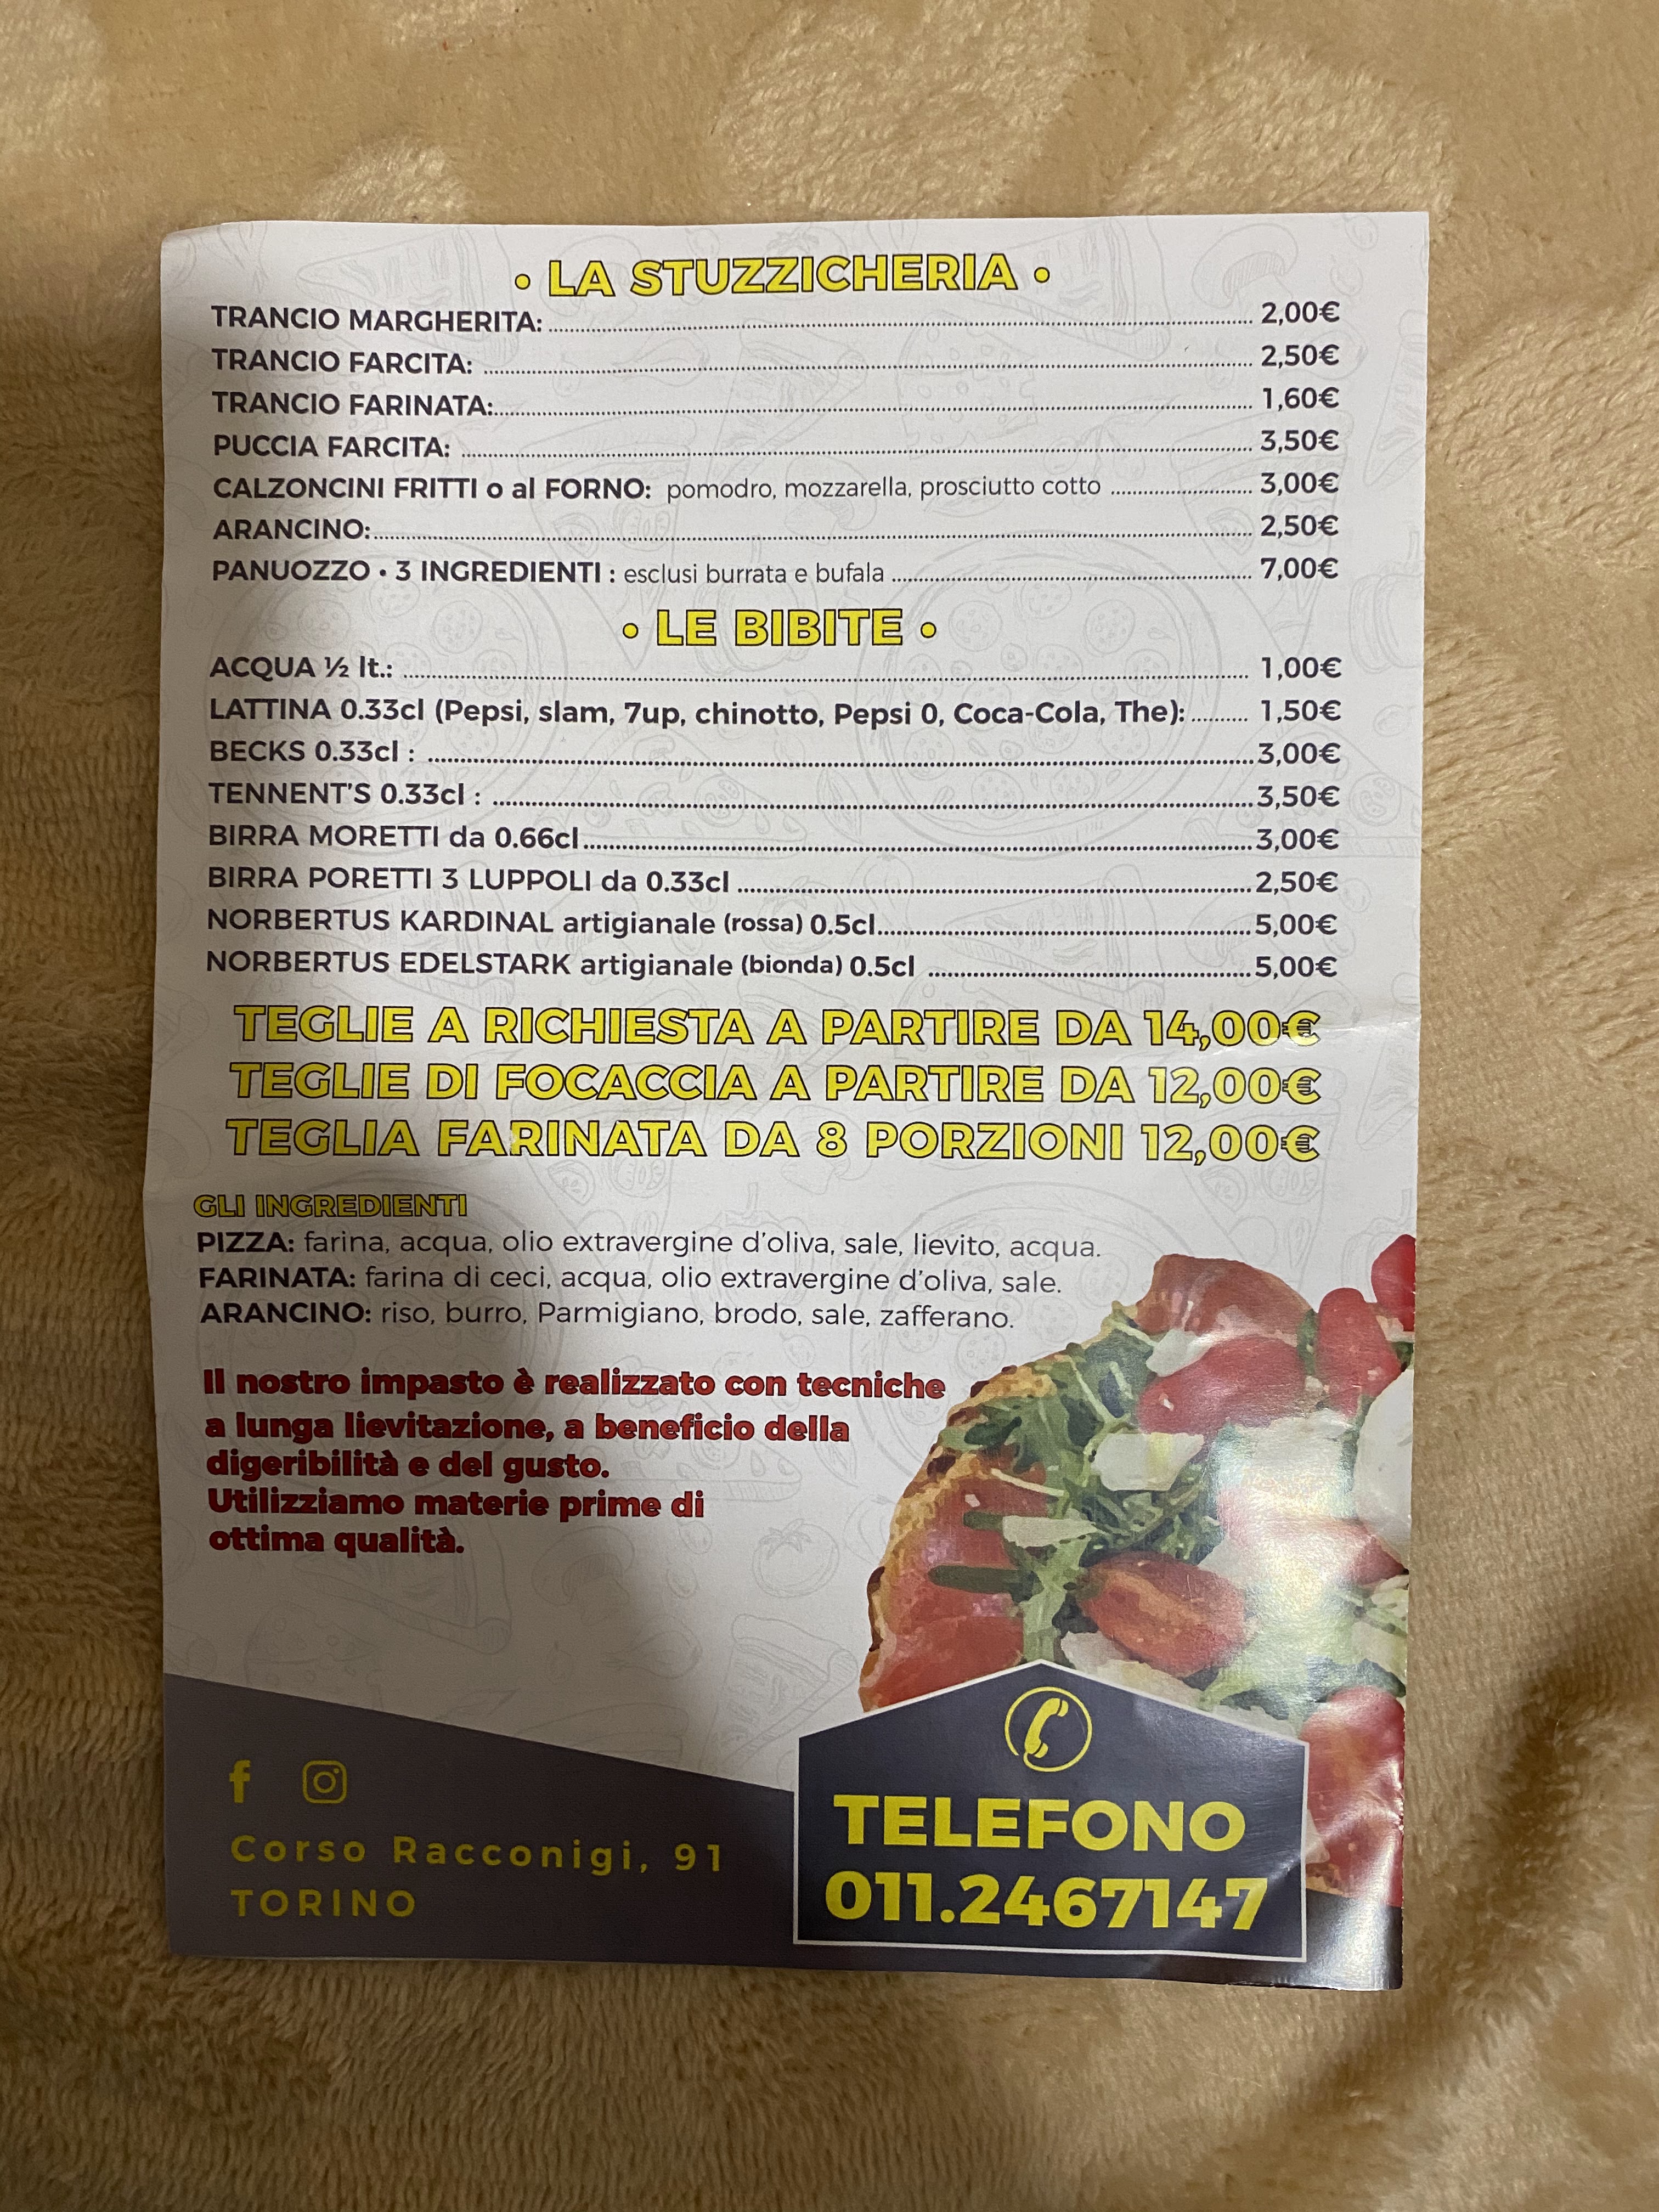 • LA STUZZICHERIA •
TRANCIO MARGHERITA: 2,00€
TRANCIO FARCITA: 2,50€
TRANCIO FARINATA: 1,60€
PUCCIA FARCITA: 3,50€
CALZONCINI FRITTI o al FORNO: pomodro, mozzarella, prosciutto cotto 3,00€
ARANCINO: 2,50€
PANUOZZO • 3 INGREDIENTI : esclusi burrata e bufala 7,00€
• LE BIBITE •
ACQUA ½ lt.: 1,00€
LATTINA 0.33cl (Pepsi, slam, 7up, chinotto, Pepsi 0, Coca-Cola, The): 1,50€
BECKS 0.33cl : 3,00€
TENNENT'S 0.33cl : 3,50€
BIRRA MORETTI da 0.66cl 3,00€
BIRRA PORETTI 3 LUPPOLI da 0.33cl 2,50€
NORBERTUS KARDINAL artigianale (rossa) 0.5cl 5,00€
NORBERTUS EDELSTARK artigianale (bionda) 0.5cl 5,00€
TEGLIE A RICHIESTA A PARTIRE DA 14,00€
TEGLIE DI FOCACCIA A PARTIRE DA 12,00€
TEGLIA FARINATA DA 8 PORZIONI 12,00€
GLI INGREDIENTI
PIZZA: farina, acqua, olio extravergine d'oliva, sale, lievito, acqua.
FARINATA: farina di ceci, acqua, olio extravergine d'oliva, sale.
ARANCINO: riso, burro, Parmigiano, brodo, sale, zafferano.
Il nostro impasto è realizzato con tecniche
a lunga lievitazione, a beneficio della
digeribilità e del gusto.
Utilizziamo materie prime di
ottima qualità.
Corso Racconigi, 91
TORINO
TELEFONO
011.2467147